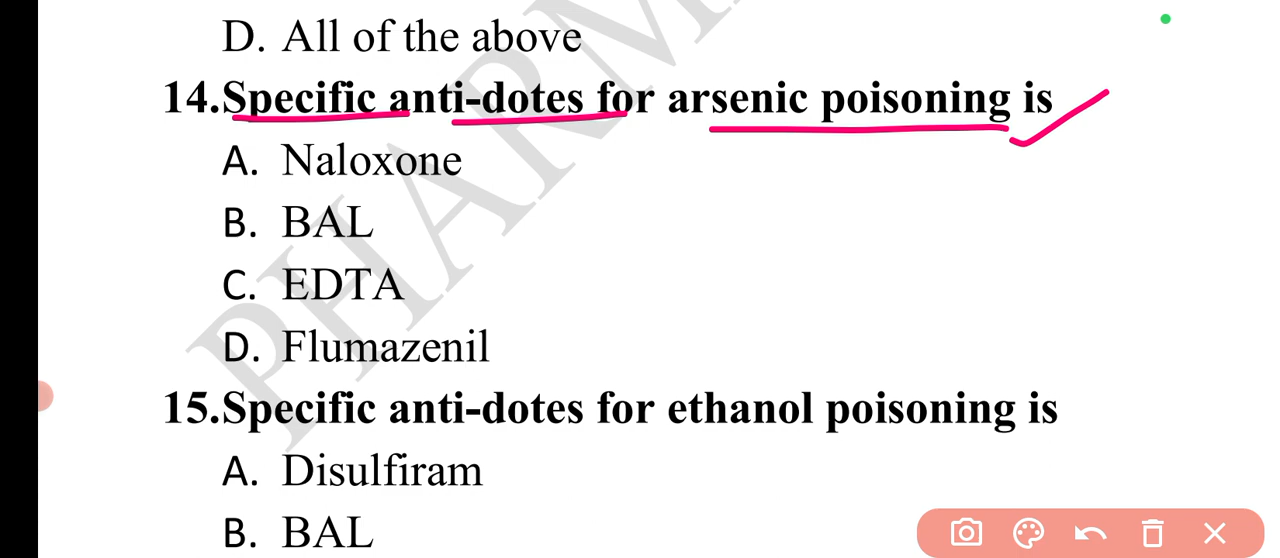 D. All of the above
14.Specific anti-dotes for arsenic poisoning is
A. Naloxone
B. BAL
C. EDTA
D. Flumazenil
15.Specific anti-dotes for ethanol poisoning is
A. Disulfiram
B. BAL
PHARM